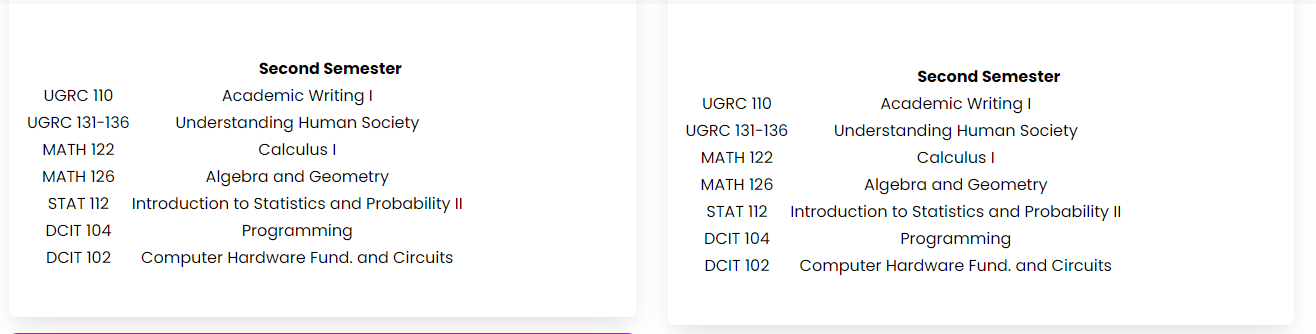 Second Semester
UGRC 110 Academic Writing I
UGRC 131-136 Understanding Human Society
MATH 122 Calculus I
MATH 126 Algebra and Geometry
STAT 112 Introduction to Statistics and Probability II
DCIT 104 Programming
DCIT 102 Computer Hardware Fund. and Circuits
Second Semester
UGRC 110 Academic Writing I
UGRC 131-136 Understanding Human Society
MATH 122 Calculus I
MATH 126 Algebra and Geometry
STAT 112 Introduction to Statistics and Probability II
DCIT 104 Programming
DCIT 102 Computer Hardware Fund. and Circuits